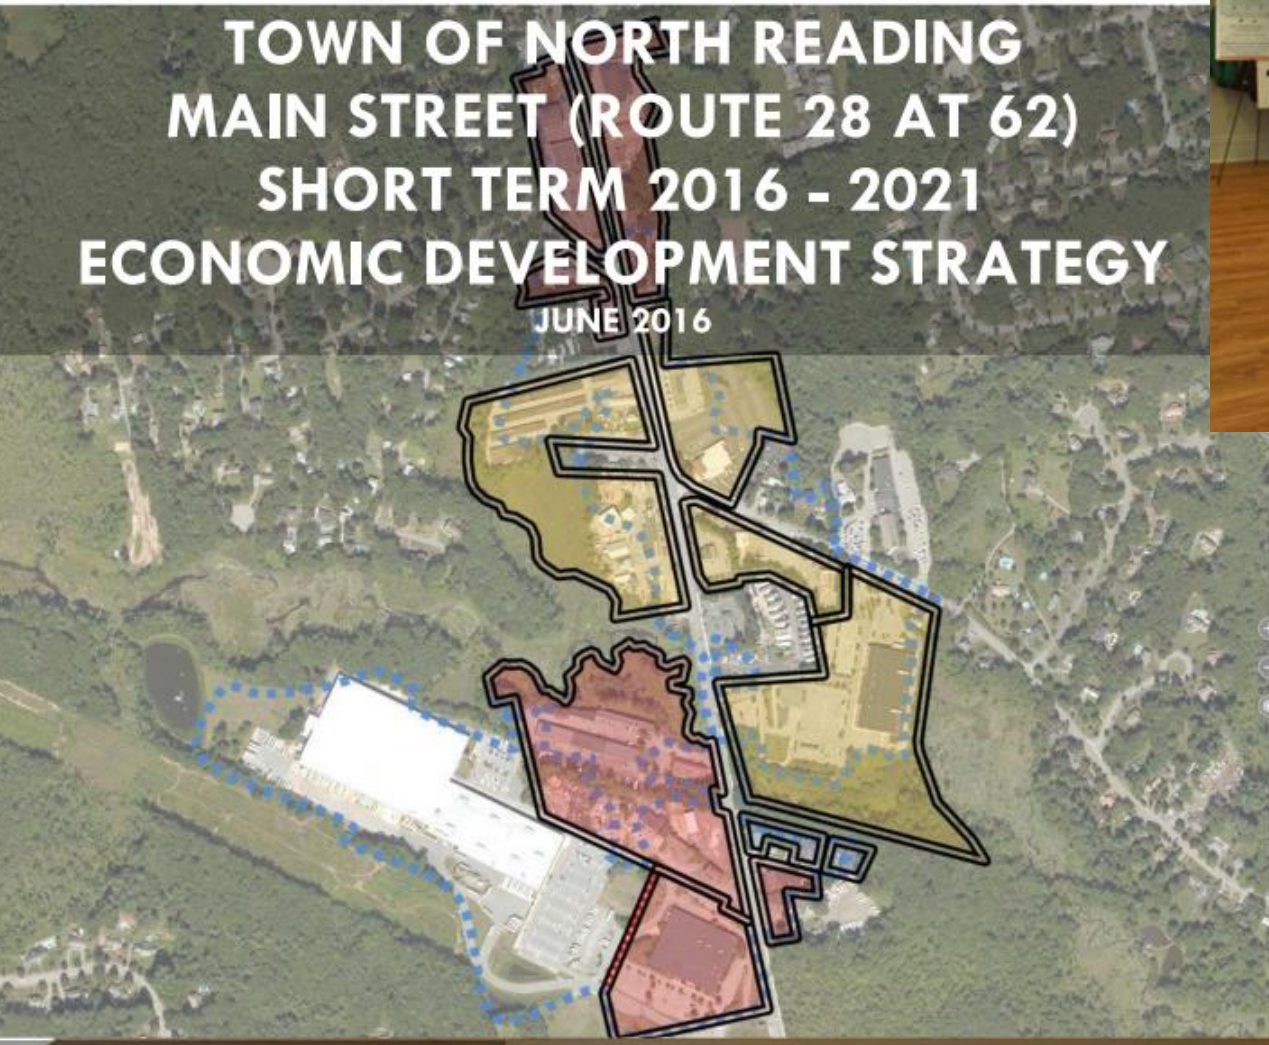 TOWN OF NORTH READING
MAIN STREET (ROUTE 28 AT 62)
SHORT TERM 2016 - 2021
ECONOMIC DEVELOPMENT STRATEGY
JUNE 2016